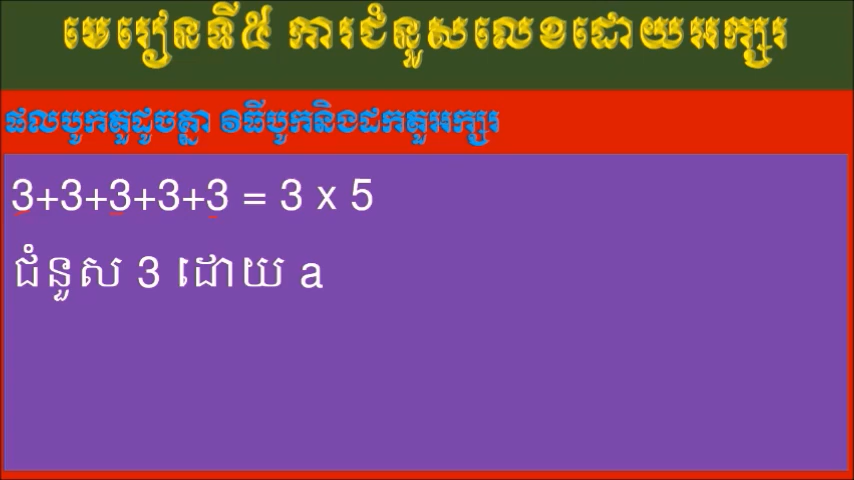 មេរៀនទី៥ ការជំនួសលេខដោយអក្សរ
ផលបូកតួដូចគ្នា វិធីបូកនិងដកតួអក្សរ
3+3+3+3+3 = 3 x 5
ជំនួស 3 ដោយ a